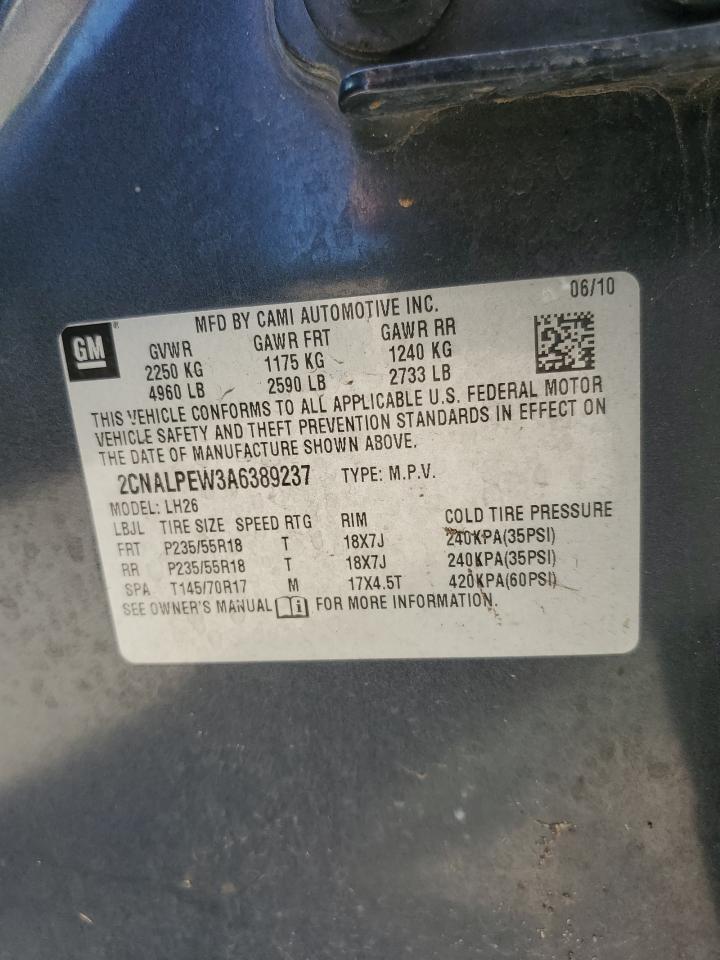 06/10
MFD BY CAMI AUTOMOTIVE INC.
GM ®
GVWR GAWR FRT GAWR RR
2250 KG 1175 KG 1240 KG
4960 LB 2590 LB 2733 LB
THIS VEHICLE CONFORMS TO ALL APPLICABLE U.S. FEDERAL MOTOR
VEHICLE SAFETY AND THEFT PREVENTION STANDARDS IN EFFECT ON
THE DATE OF MANUFACTURE SHOWN ABOVE.
2CNALPEW3A6389237 TYPE: M.P.V.
MODEL: LH26
LBJL TIRE SIZE SPEED RTG RIM COLD TIRE PRESSURE
FRT P235/55R18 T 18X7J 240KPA(35PSI)
RR P235/55R18 T 18X7J 240KPA(35PSI)
SPA T145/70R17 M 17X4.5T 420KPA(60PSI)
SEE OWNER'S MANUAL FOR MORE INFORMATION.